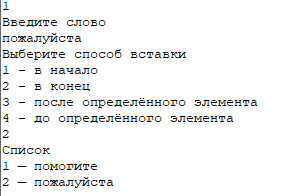 1
Введите слово
пожалуйста
Выберите способ вставки
1 - в начало
2 - в конец
3 - после определённого элемента
4 - до определённого элемента
2
Список
1 — помогите
2 — пожалуйста